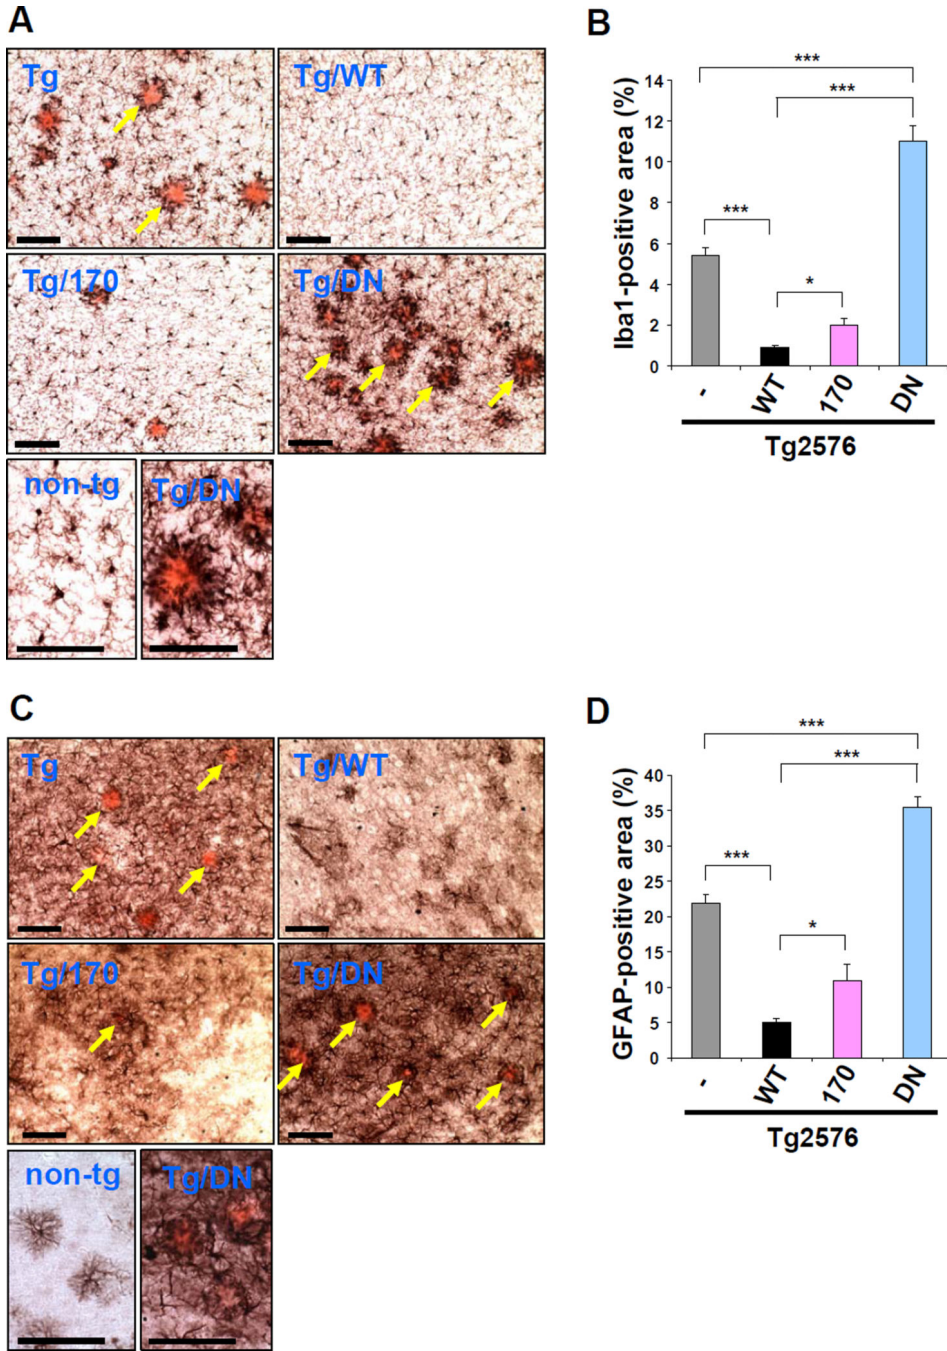 A
Tg
Tg/WT
Tg/170
Tg/DN
non-tg
Tg/DN
B
Iba1-positive area (%)
14
12
10
8
6
4
2
0
***
***
***
*
-
WT
170
DN
Tg2576
C
Tg
Tg/WT
Tg/170
Tg/DN
non-tg
Tg/DN
D
GFAP-positive area (%)
40
35
30
25
20
15
10
5
0
***
***
***
*
-
WT
170
DN
Tg2576